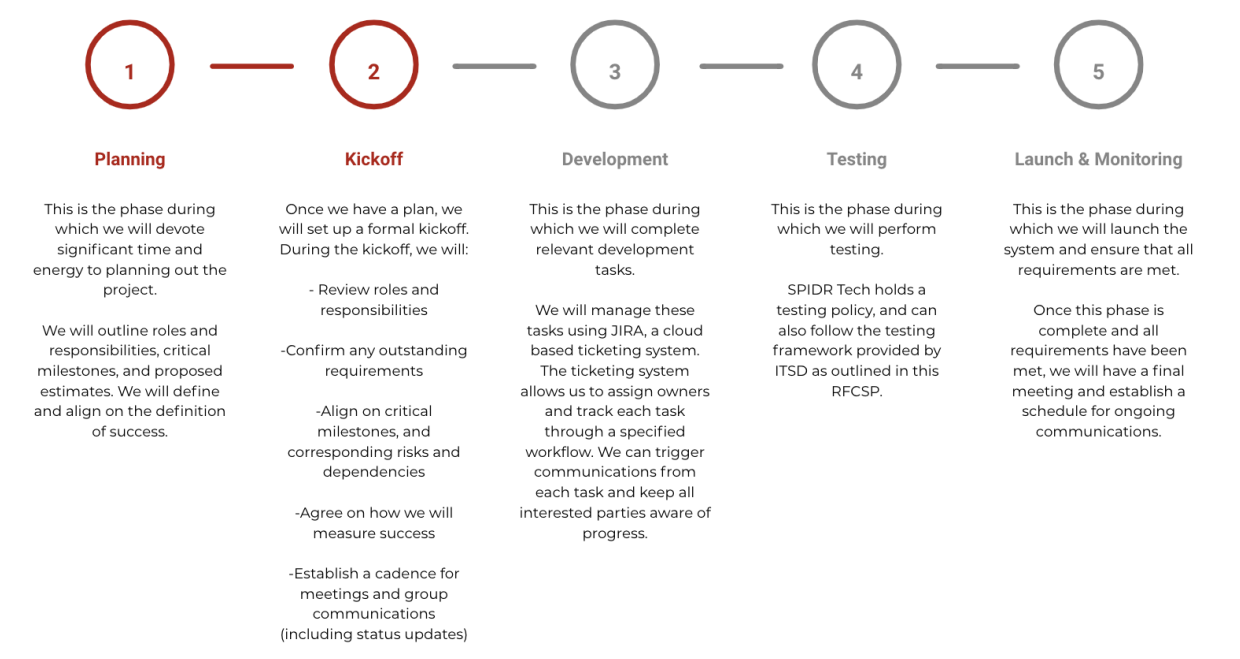 1
2
3
4
5
Planning
This is the phase during
which we will devote
significant time and
energy to planning out the
project.
We will outline roles and
responsibilities, critical
milestones, and proposed
estimates. We will define
and align on the definition
of success.
Kickoff
Once we have a plan, we
will set up a formal kickoff.
During the kickoff, we will:
- Review roles and
responsibilities
-Confirm any outstanding
requirements
-Align on critical
milestones, and
corresponding risks and
dependencies
-Agree on how we will
measure success
-Establish a cadence for
meetings and group
communications
(including status updates)
Development
This is the phase during
which we will complete
relevant development
tasks.
We will manage these
tasks using JIRA, a cloud
based ticketing system.
The ticketing system
allows us to assign owners
and track each task
through a specified
workflow. We can trigger
communications from
each task and keep all
interested parties aware of
progress.
Testing
This is the phase during
which we will perform
testing.
SPIDR Tech holds a
testing policy, and can
also follow the testing
framework provided by
ITSD as outlined in this
RFCSP.
Launch & Monitoring
This is the phase during
which we will launch the
system and ensure that all
requirements are met.
Once this phase is
complete and all
requirements have been
met, we will have a final
meeting and establish a
schedule for ongoing
communications.